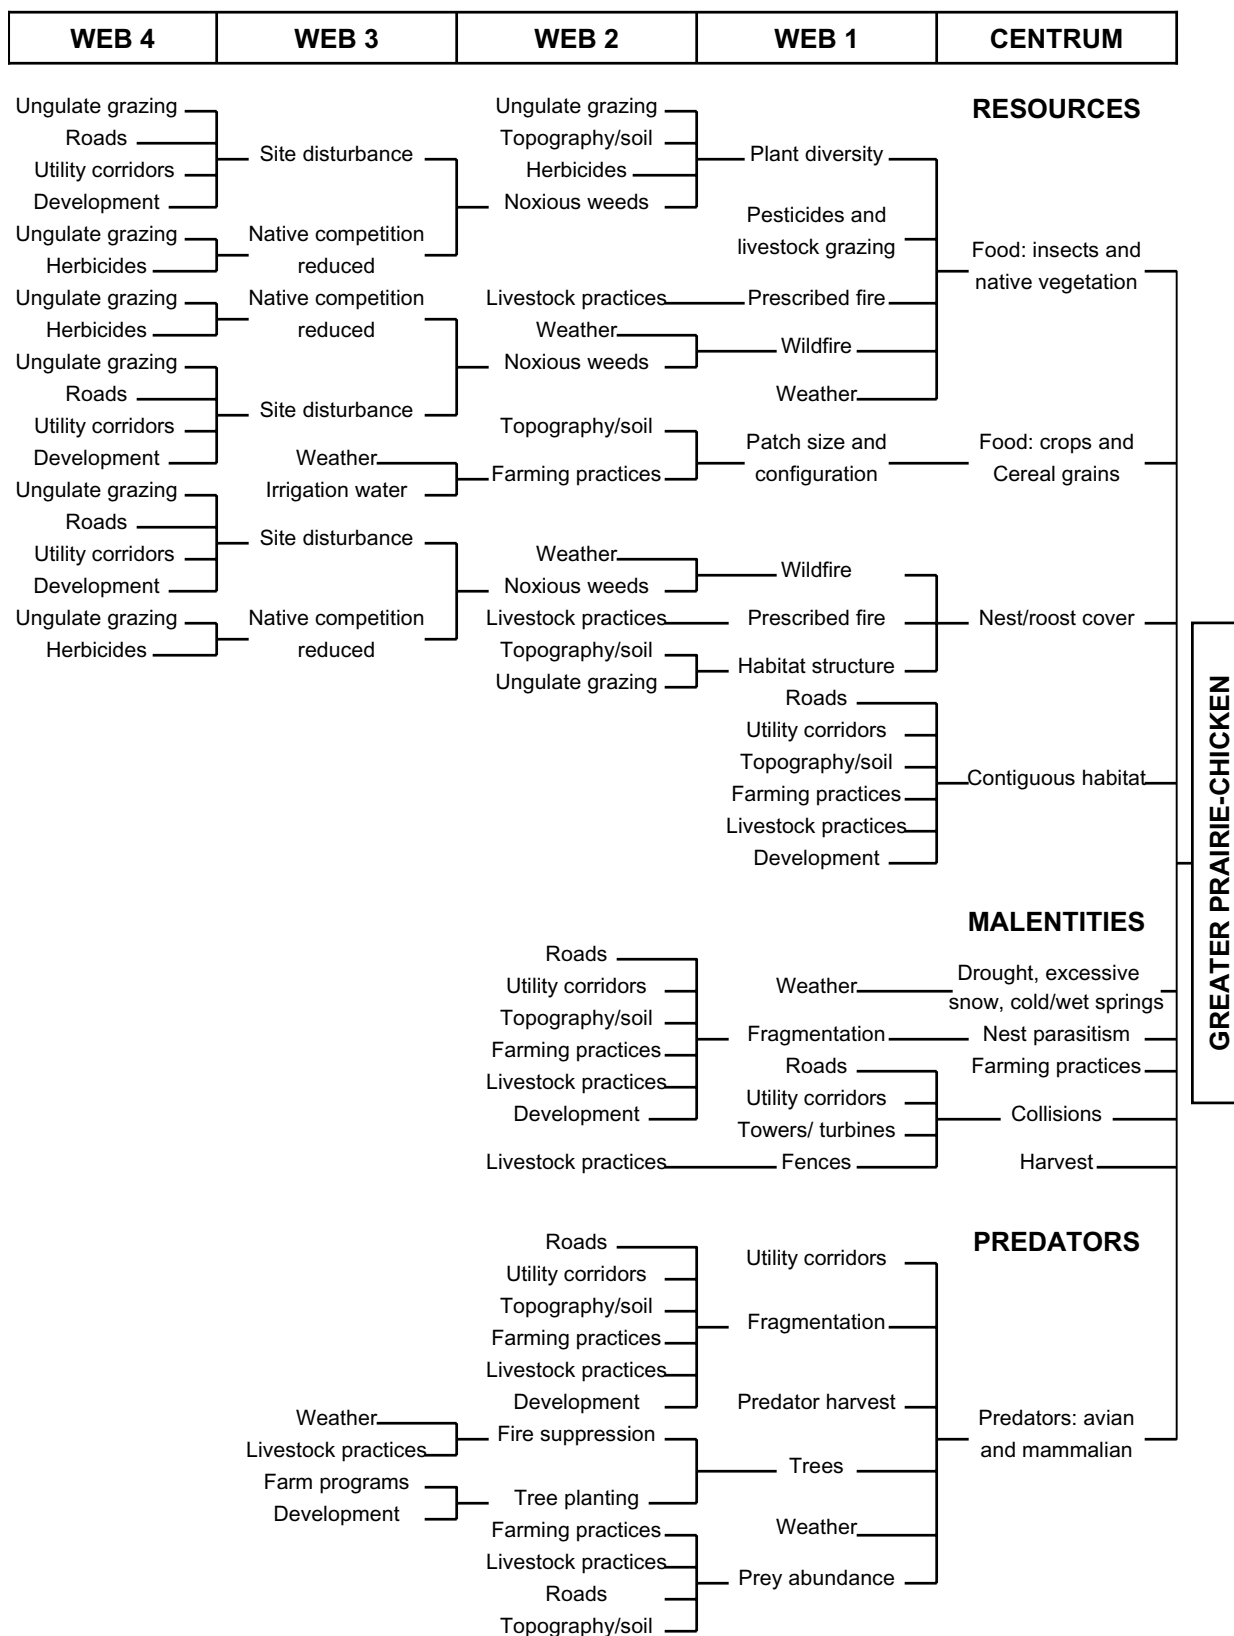 WEB 4 WEB 3 WEB 2 WEB 1 CENTRUM
RESOURCES
Ungulate grazing
Roads
Utility corridors
Development
Ungulate grazing
Herbicides
Ungulate grazing
Herbicides
Ungulate grazing
Roads
Utility corridors
Development
Ungulate grazing
Roads
Utility corridors
Development
Ungulate grazing
Herbicides
Site disturbance
Native competition
reduced
Native competition
reduced
Site disturbance
Weather
Irrigation water
Site disturbance
Native competition
reduced
Ungulate grazing
Topography/soil
Herbicides
Noxious weeds
Livestock practices
Weather
Noxious weeds
Topography/soil
Farming practices
Weather
Noxious weeds
Livestock practices
Topography/soil
Ungulate grazing
Plant diversity
Pesticides and
livestock grazing
Prescribed fire
Wildfire
Weather
Patch size and
configuration
Wildfire
Prescribed fire
Habitat structure
Roads
Utility corridors
Topography/soil
Farming practices
Livestock practices
Development
Food: insects and
native vegetation
Food: crops and
Cereal grains
Nest/roost cover
Contiguous habitat
MALENTITIES
Roads
Utility corridors
Topography/soil
Farming practices
Livestock practices
Development
Livestock practices
Weather
Fragmentation
Roads
Utility corridors
Towers/ turbines
Fences
Drought, excessive
snow, cold/wet springs
Nest parasitism
Farming practices
Collisions
Harvest
PREDATORS
Weather
Livestock practices
Farm programs
Development
Roads
Utility corridors
Topography/soil
Farming practices
Livestock practices
Development
Fire suppression
Tree planting
Farming practices
Livestock practices
Roads
Topography/soil
Utility corridors
Fragmentation
Predator harvest
Trees
Weather
Prey abundance
Predators: avian
and mammalian
GREATER PRAIRIE-CHICKEN